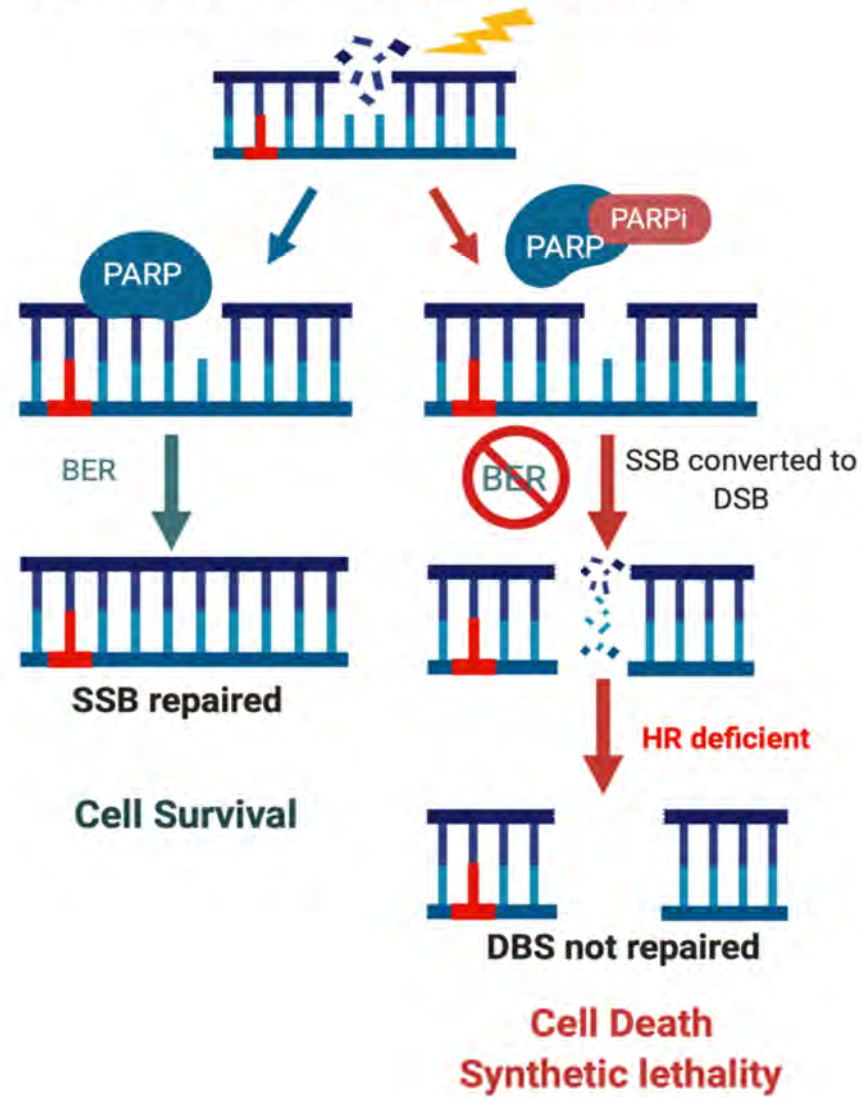 PARP
PARPi
PARP
BER
BER
SSB converted to
DSB
SSB repaired
HR deficient
Cell Survival
DBS not repaired
Cell Death
Synthetic lethality